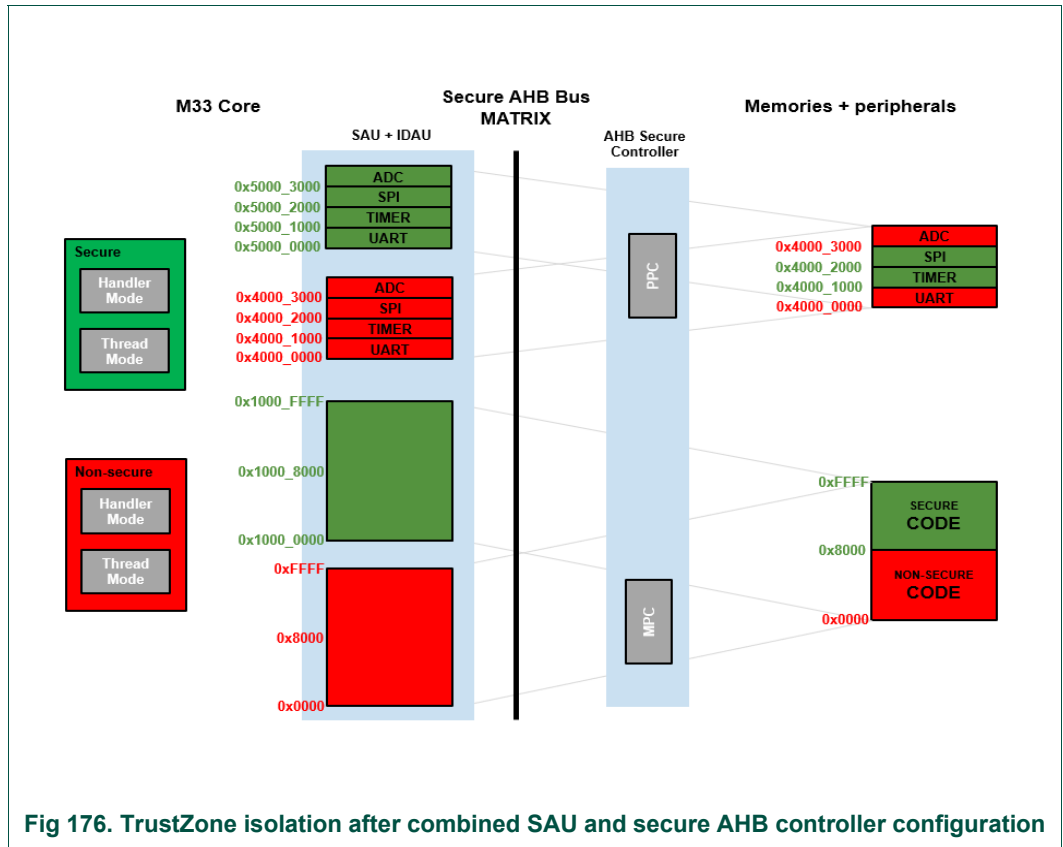 M33 Core
Secure AHB Bus
MATRIX
Memories + peripherals
SAU + IDAU
AHB Secure
Controller
ADC
0x5000_3000
SPI
0x5000_2000
TIMER
0x5000_1000
UART
0x5000_0000
Secure
Handler
Mode
Thread
Mode
ADC
0x4000_3000
SPI
0x4000_2000
TIMER
0x4000_1000
UART
0x4000_0000
PPC
ADC
0x4000_3000
SPI
0x4000_2000
TIMER
0x4000_1000
UART
0x4000_0000
0x1000_FFFF
0x1000_8000
0x1000_0000
Non-secure
Handler
Mode
Thread
Mode
0xFFFF
0x8000
0x0000
MPC
0xFFFF
SECURE
CODE
0x8000
NON-SECURE
CODE
0x0000
Fig 176. TrustZone isolation after combined SAU and secure AHB controller configuration